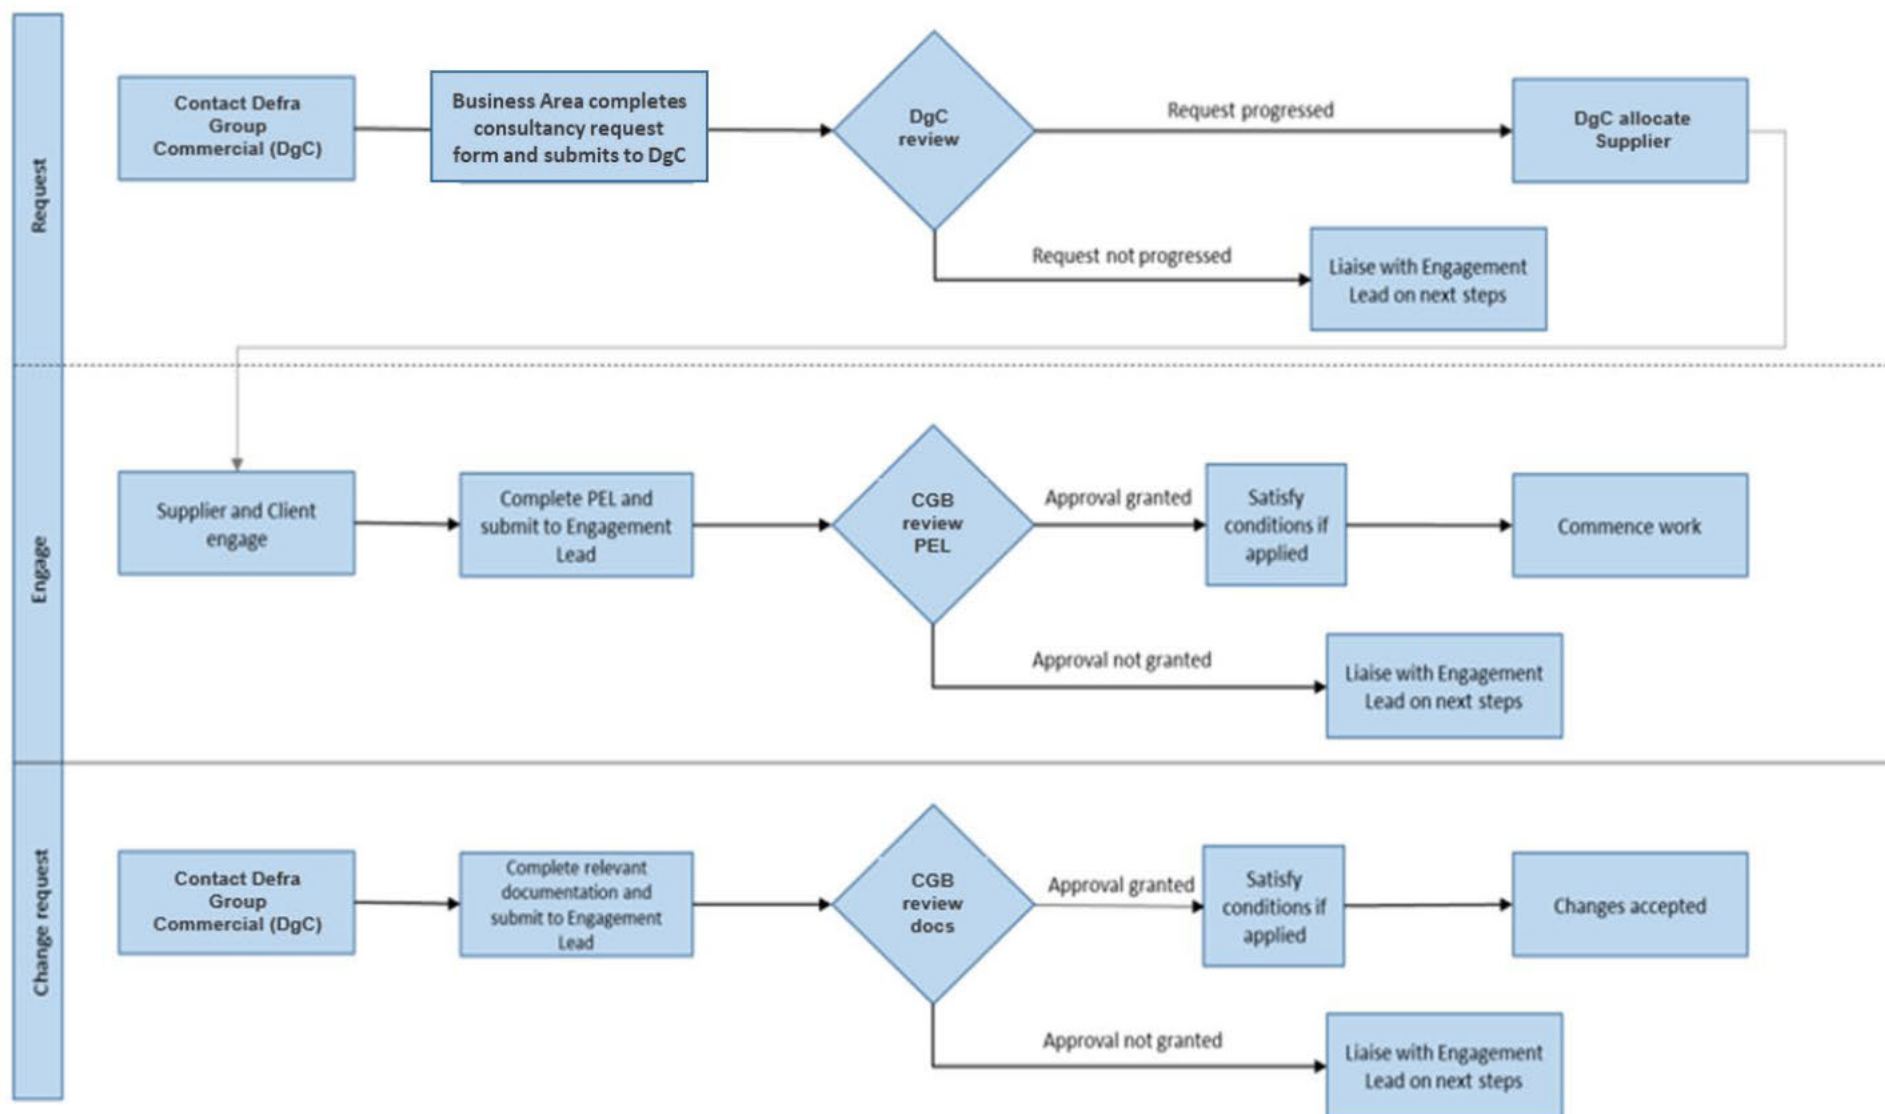 Request
Contact Defra
Group
Commercial (DgC)
Business Area completes
consultancy request
form and submits to DgC
DgC
review
Request progressed
DgC allocate
Supplier
Request not progressed
Liaise with Engagement
Lead on next steps
Engage
Supplier and Client
engage
Complete PEL and
submit to Engagement
Lead
CGB
review
PEL
Approval granted
Satisfy
conditions if
applied
Commence work
Approval not granted
Liaise with Engagement
Lead on next steps
Change request
Contact Defra
Group
Commercial (DgC)
Complete relevant
documentation and
submit to Engagement
Lead
CGB
review
docs
Approval granted
Satisfy
conditions if
applied
Changes accepted
Approval not granted
Liaise with Engagement
Lead on next steps